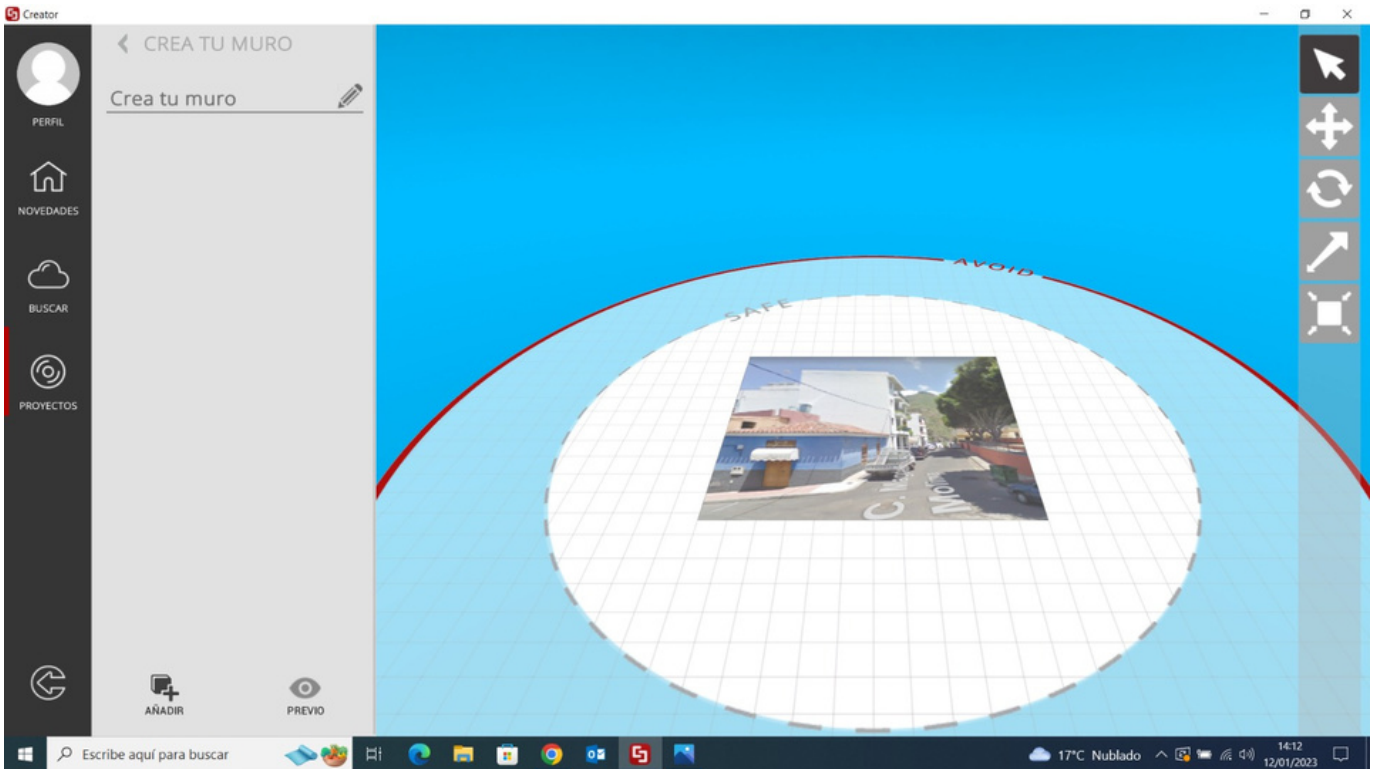 Creator
CREA TU MURO
Crea tu muro
PERFIL
NOVEDADES
BUSCAR
PROYECTOS
AVOID
SAFE
AÑADIR
PREVIO
Escribe aquí para buscar
17°C Nublado
14:12
12/01/2023